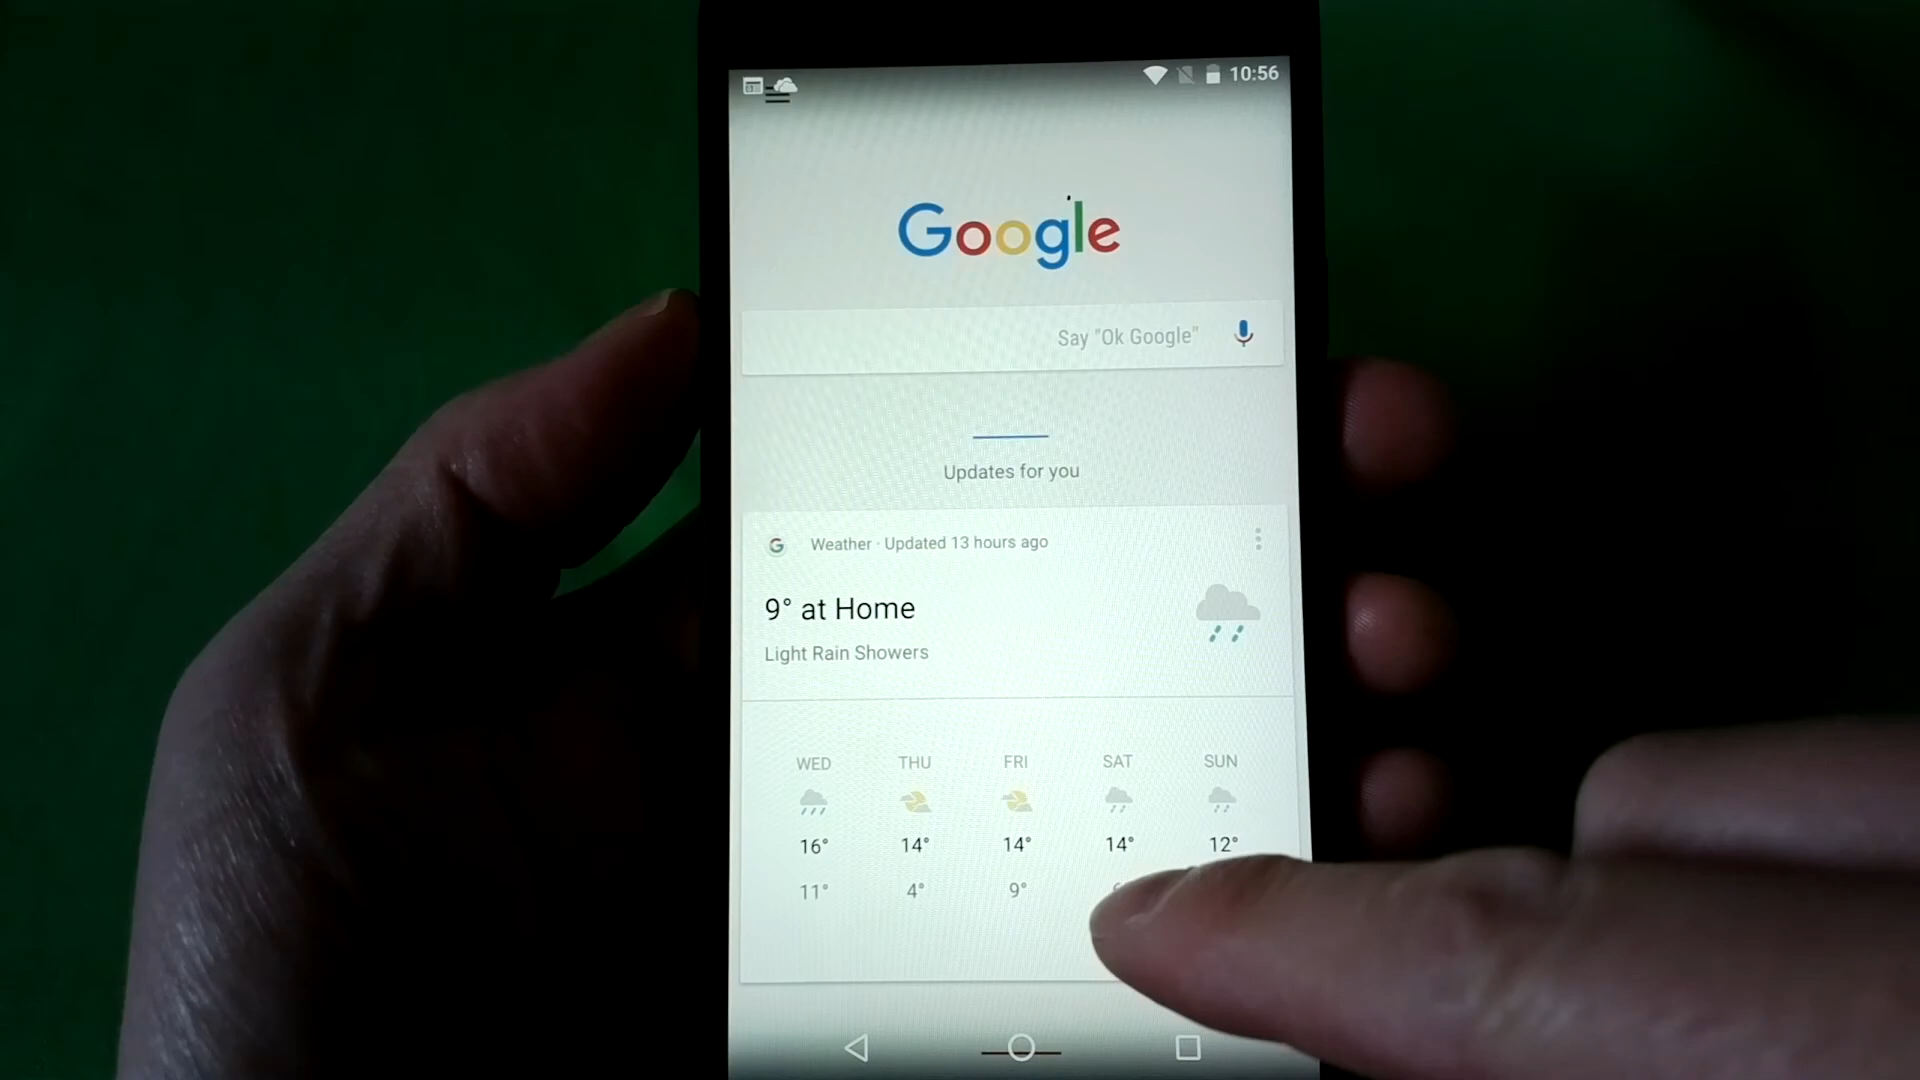 10:56
Google
Say "Ok Google"
Updates for you
G Weather · Updated 13 hours ago
9° at Home
Light Rain Showers
WED THU FRI SAT SUN
16° 14° 14° 14° 12°
11° 4° 9°